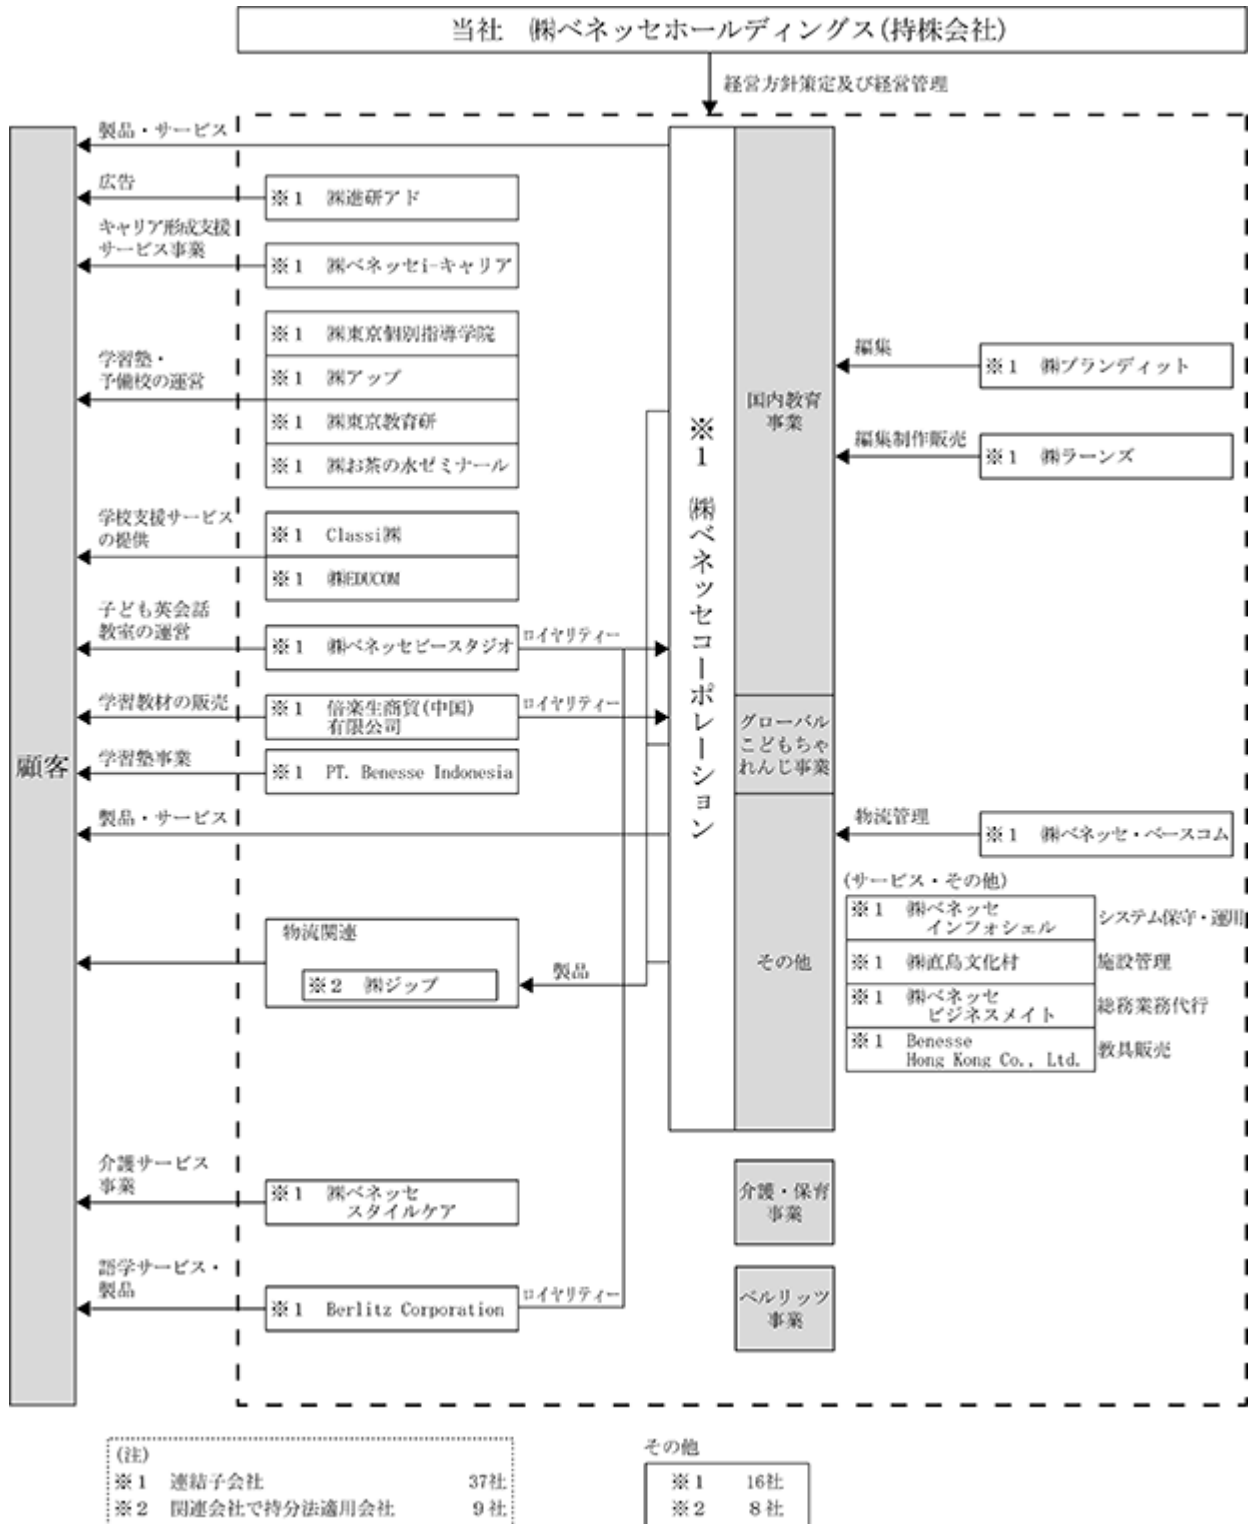 当社 ㈱ベネッセホールディングス(持株会社)
経営方針策定及び経営管理
顧客
製品・サービス
広告
※1 ㈱進研アド
キャリア形成支援
サービス事業
※1 ㈱ベネッセi-キャリア
学習塾・
予備校の運営
※1 ㈱東京個別指導学院
※1 ㈱アップ
※1 ㈱東京教育研
※1 ㈱お茶の水ゼミナール
学校支援サービス
の提供
※1 Classi㈱
※1 ㈱EDUCOM
子ども英会話
教室の運営
※1 ㈱ベネッセビースタジオ
ロイヤリティー
学習教材の販売
※1 倍楽生商貿(中国)
有限公司
ロイヤリティー
学習塾事業
※1 PT. Benesse Indonesia
製品・サービス
物流関連
※2 ㈱ジップ
製品
介護サービス
事業
※1 ㈱ベネッセ
スタイルケア
語学サービス・
製品
※1 Berlitz Corporation
ロイヤリティー
※1 ㈱ベネッセコーポレーション
国内教育
事業
グローバル
こどもちゃ
れんじ事業
その他
介護・保育
事業
ベルリッツ
事業
編集
※1 ㈱プランディット
編集制作販売
※1 ㈱ラーンズ
物流管理
※1 ㈱ベネッセ・ベースコム
(サービス・その他)
※1 ㈱ベネッセ
インフォシェル
システム保守・運用
※1 ㈱直島文化村
施設管理
※1 ㈱ベネッセ
ビジネスメイト
総務業務代行
※1 Benesse
Hong Kong Co., Ltd.
教具販売
(注)
※1 連結子会社 37社
※2 関連会社で持分法適用会社 9社
その他
※1 16社
※2 8社